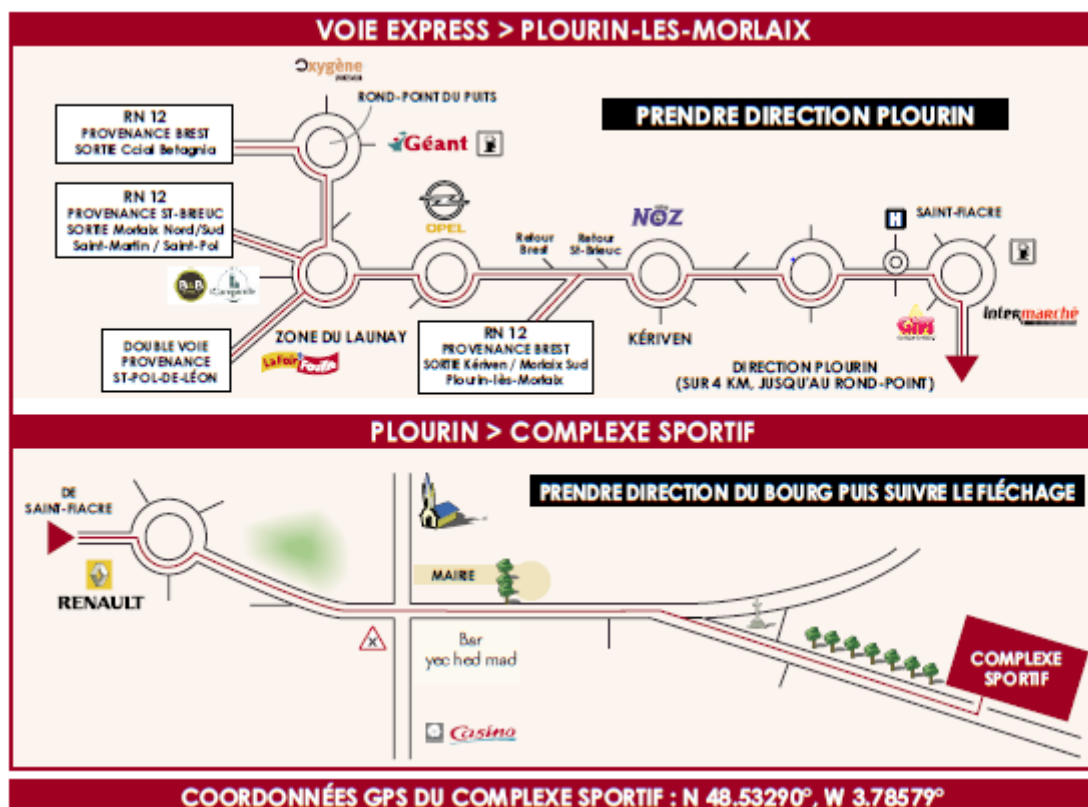 VOIE EXPRESS > PLOURIN-LES-MORLAIX
Oxygène
ROND-POINT DU PUITS
RN 12
PROVENANCE BREST
SORTIE Ccial Betagnia
Géant
PRENDRE DIRECTION PLOURIN
RN 12
PROVENANCE ST-BRIEUC
SORTIE Morlaix Nord/Sud
Saint-Martin / Saint-Pol
OPEL
NOZ
H
SAINT-FIACRE
Retour
Brest
Retour
St-Brieuc
B&B
Campanile
Gifi
Intermarché
DOUBLE VOIE
PROVENANCE
ST-POL-DE-LÉON
ZONE DU LAUNAY
La Foir'Fouille
RN 12
PROVENANCE BREST
SORTIE Kériven / Morlaix Sud
Plourin-lès-Morlaix
KÉRIVEN
DIRECTION PLOURIN
(SUR 4 KM, JUSQU'AU ROND-POINT)
PLOURIN > COMPLEXE SPORTIF
DE
SAINT-FIACRE
PRENDRE DIRECTION DU BOURG PUIS SUIVRE LE FLÉCHAGE
RENAULT
MAIRIE
X
Bar
yec hed mad
COMPLEXE
SPORTIF
Casino
COORDONNÉES GPS DU COMPLEXE SPORTIF : N 48.53290°, W 3.78579°